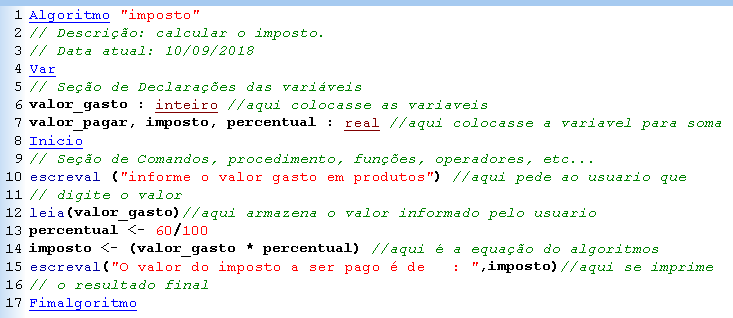 1 Algoritmo "imposto"
2 // Descrição: calcular o imposto.
3 // Data atual: 10/09/2018
4 Var
5 // Seção de Declarações das variáveis
6 valor_gasto : inteiro //aqui colocasse as variaveis
7 valor_pagar, imposto, percentual : real //aqui colocasse a variavel para soma
8 Inicio
9 // Seção de Comandos, procedimento, funções, operadores, etc...
10 escreval ("informe o valor gasto em produtos") //aqui pede ao usuario que
11 // digite o valor
12 leia(valor_gasto)//aqui armazena o valor informado pelo usuario
13 percentual <- 60/100
14 imposto <- (valor_gasto * percentual) //aqui é a equação do algoritmos
15 escreval("O valor do imposto a ser pago é de   : ",imposto)//aqui se imprime
16 // o resultado final
17 Fimalgoritmo